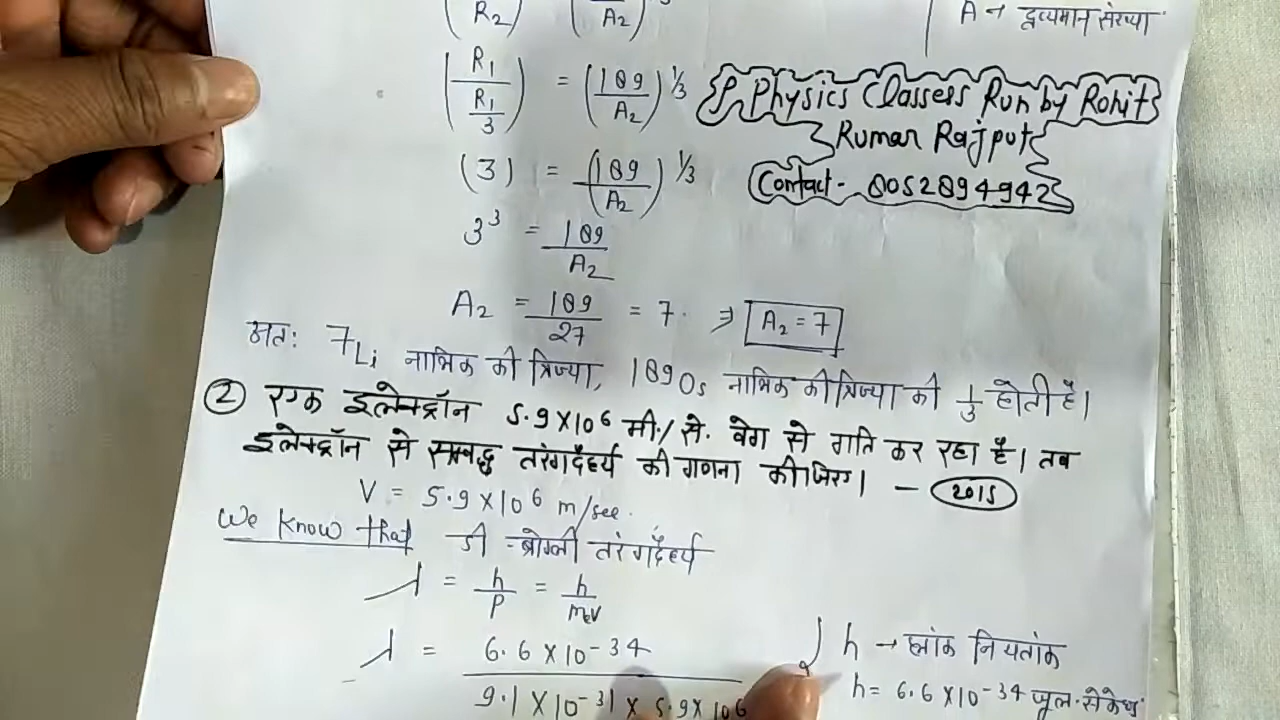 (R₂) (A₂)
A → द्रव्यमान संख्या
(R₁ / (R₁/3)) = (189/A₂)^1/3
P Physics Classes Run by Rohit
Kumar Rajput
(3) = (189/A₂)^1/3
Contact - 8052894942
3³ = 189/A₂
A₂ = 189/27 = 7. ⇒ A₂ = 7
अतः 7Li नाभिक की त्रिज्या, 189Os नाभिक की त्रिज्या की 1/3 होती है।
② एक इलेक्ट्रॉन 5.9×10⁶ मी०/से. वेग से गति कर रहा है। तब
इलेक्ट्रॉन से सम्बद्ध तरंगदैर्ध्य की गणना कीजिए। – 2015
V = 5.9×10⁶ m/sec.
We know that डी-ब्रोग्ली तरंगदैर्ध्य
λ = h/p = h/meV
λ = 6.6×10⁻³⁴ / 9.1×10⁻³¹×5.9×10⁶
h → प्लांक नियतांक
h = 6.6×10⁻³⁴ जूल-सेकेण्ड